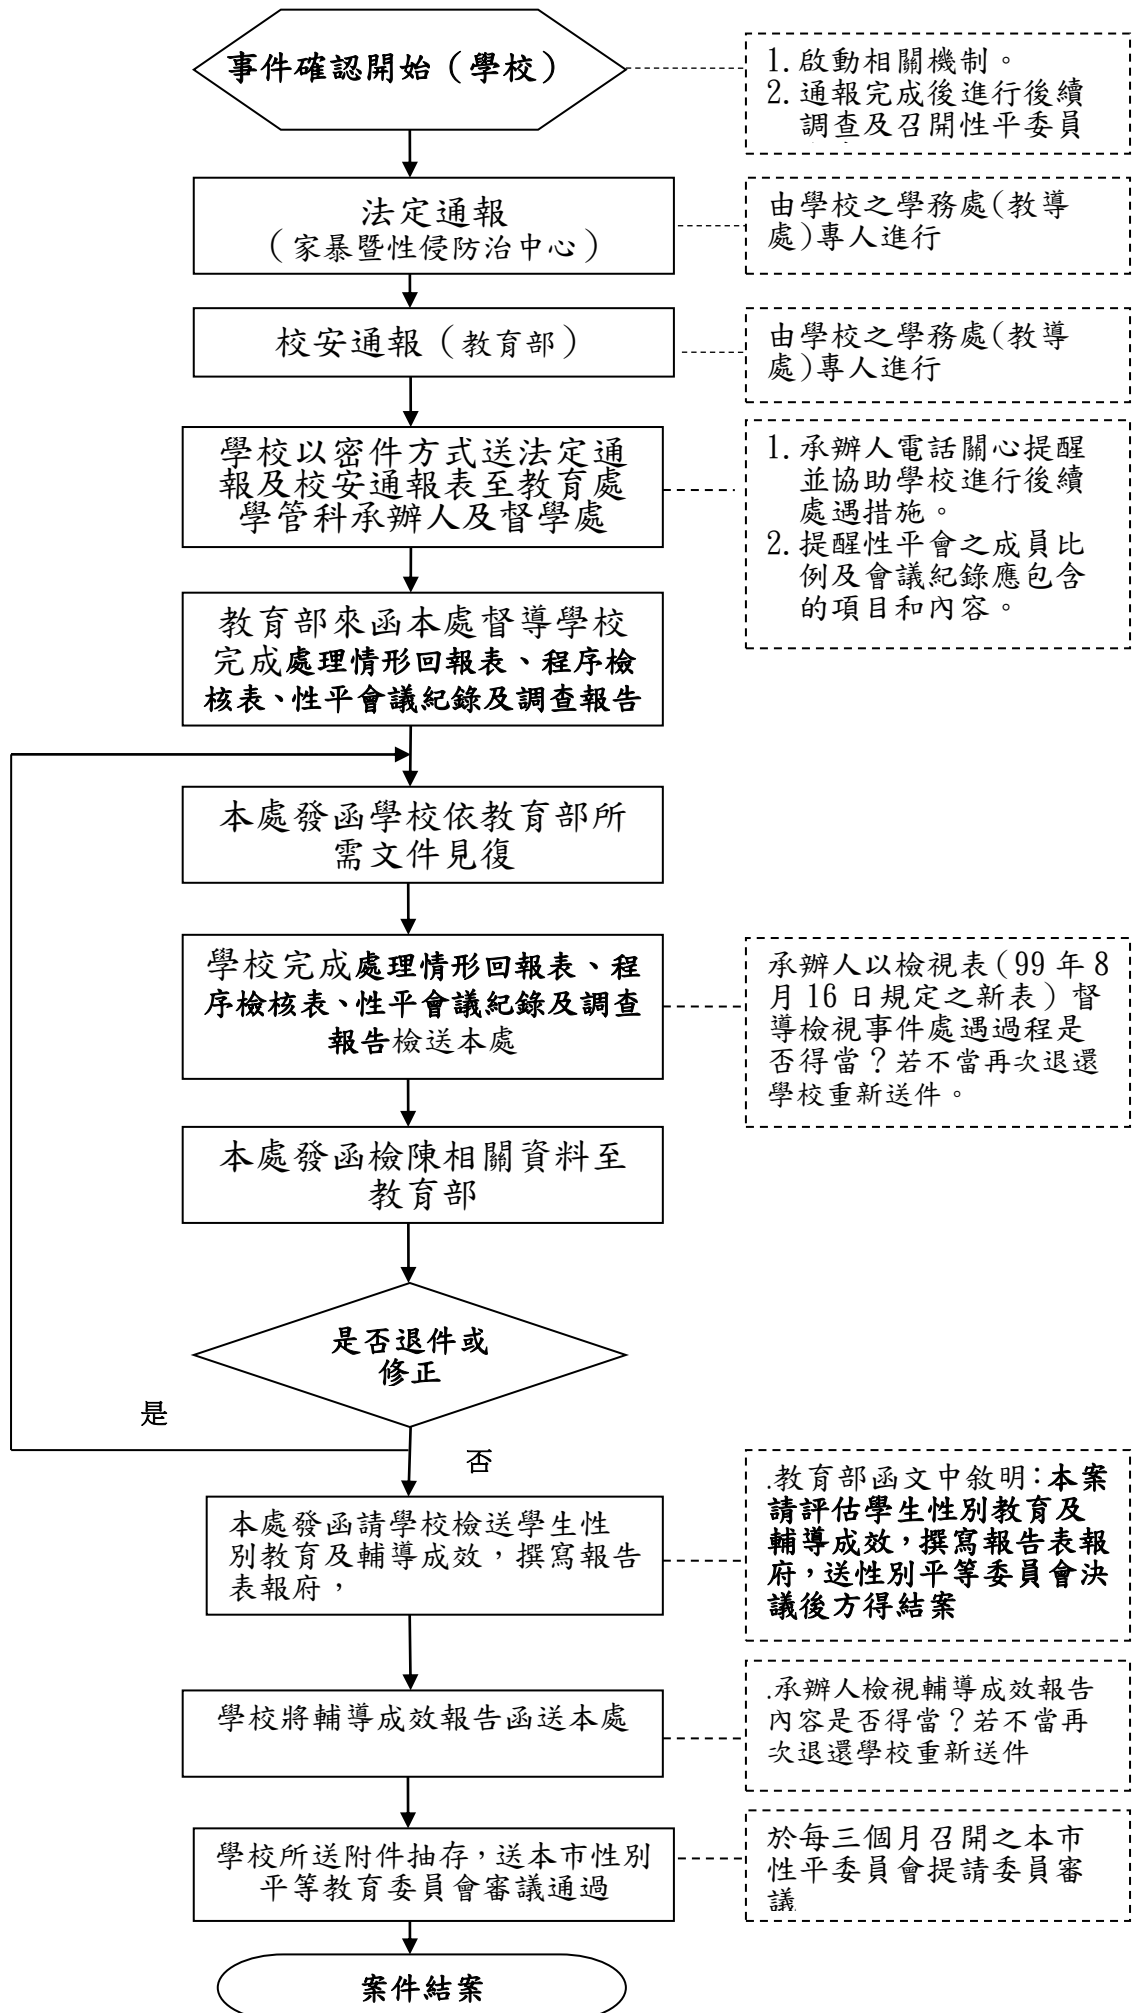 事件確認開始（學校）
1.啟動相關機制。
2.通報完成後進行後續
調查及召開性平委員
法定通報
（家暴暨性侵防治中心）
由學校之學務處(教導
處)專人進行
校安通報（教育部）
由學校之學務處(教導
處)專人進行
學校以密件方式送法定通
報及校安通報表至教育處
學管科承辦人及督學處
1.承辦人電話關心提醒
並協助學校進行後續
處遇措施。
2.提醒性平會之成員比
例及會議紀錄應包含
的項目和內容。
教育部來函本處督導學校
完成處理情形回報表、程序檢
核表、性平會議紀錄及調查報告
本處發函學校依教育部所
需文件見復
學校完成處理情形回報表、程
序檢核表、性平會議紀錄及調查
報告檢送本處
承辦人以檢視表(99 年 8
月 16 日規定之新表) 督
導檢視事件處遇過程是
否得當？若不當再次退還
學校重新送件。
本處發函檢陳相關資料至
教育部
是否退件或
修正
是
否
本處發函請學校檢送學生性
別教育及輔導成效，撰寫報告
表報府，
.教育部函文中敘明：本案
請評估學生性別教育及
輔導成效，撰寫報告表報
府，送性別平等委員會決
議後方得結案
學校將輔導成效報告函送本處
.承辦人檢視輔導成效報告
內容是否得當？若不當再
次退還學校重新送件
學校所送附件抽存，送本市性別
平等教育委員會審議通過
於每三個月召開之本市
性平委員會提請委員審
議
案件結案